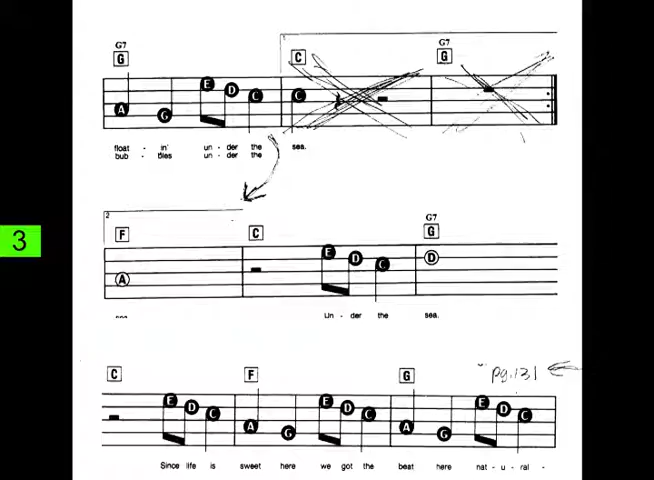 G7 G7
G C G
1
A G E D C C
float - in' un - der the sea.
bub - bles un - der the
2
G7
F C G
3
A E D C D
Un - der the sea.
pg.131
C F G
E D C A G E D C A G E D C
Since life is sweet here we got the beat here nat - u - ral -